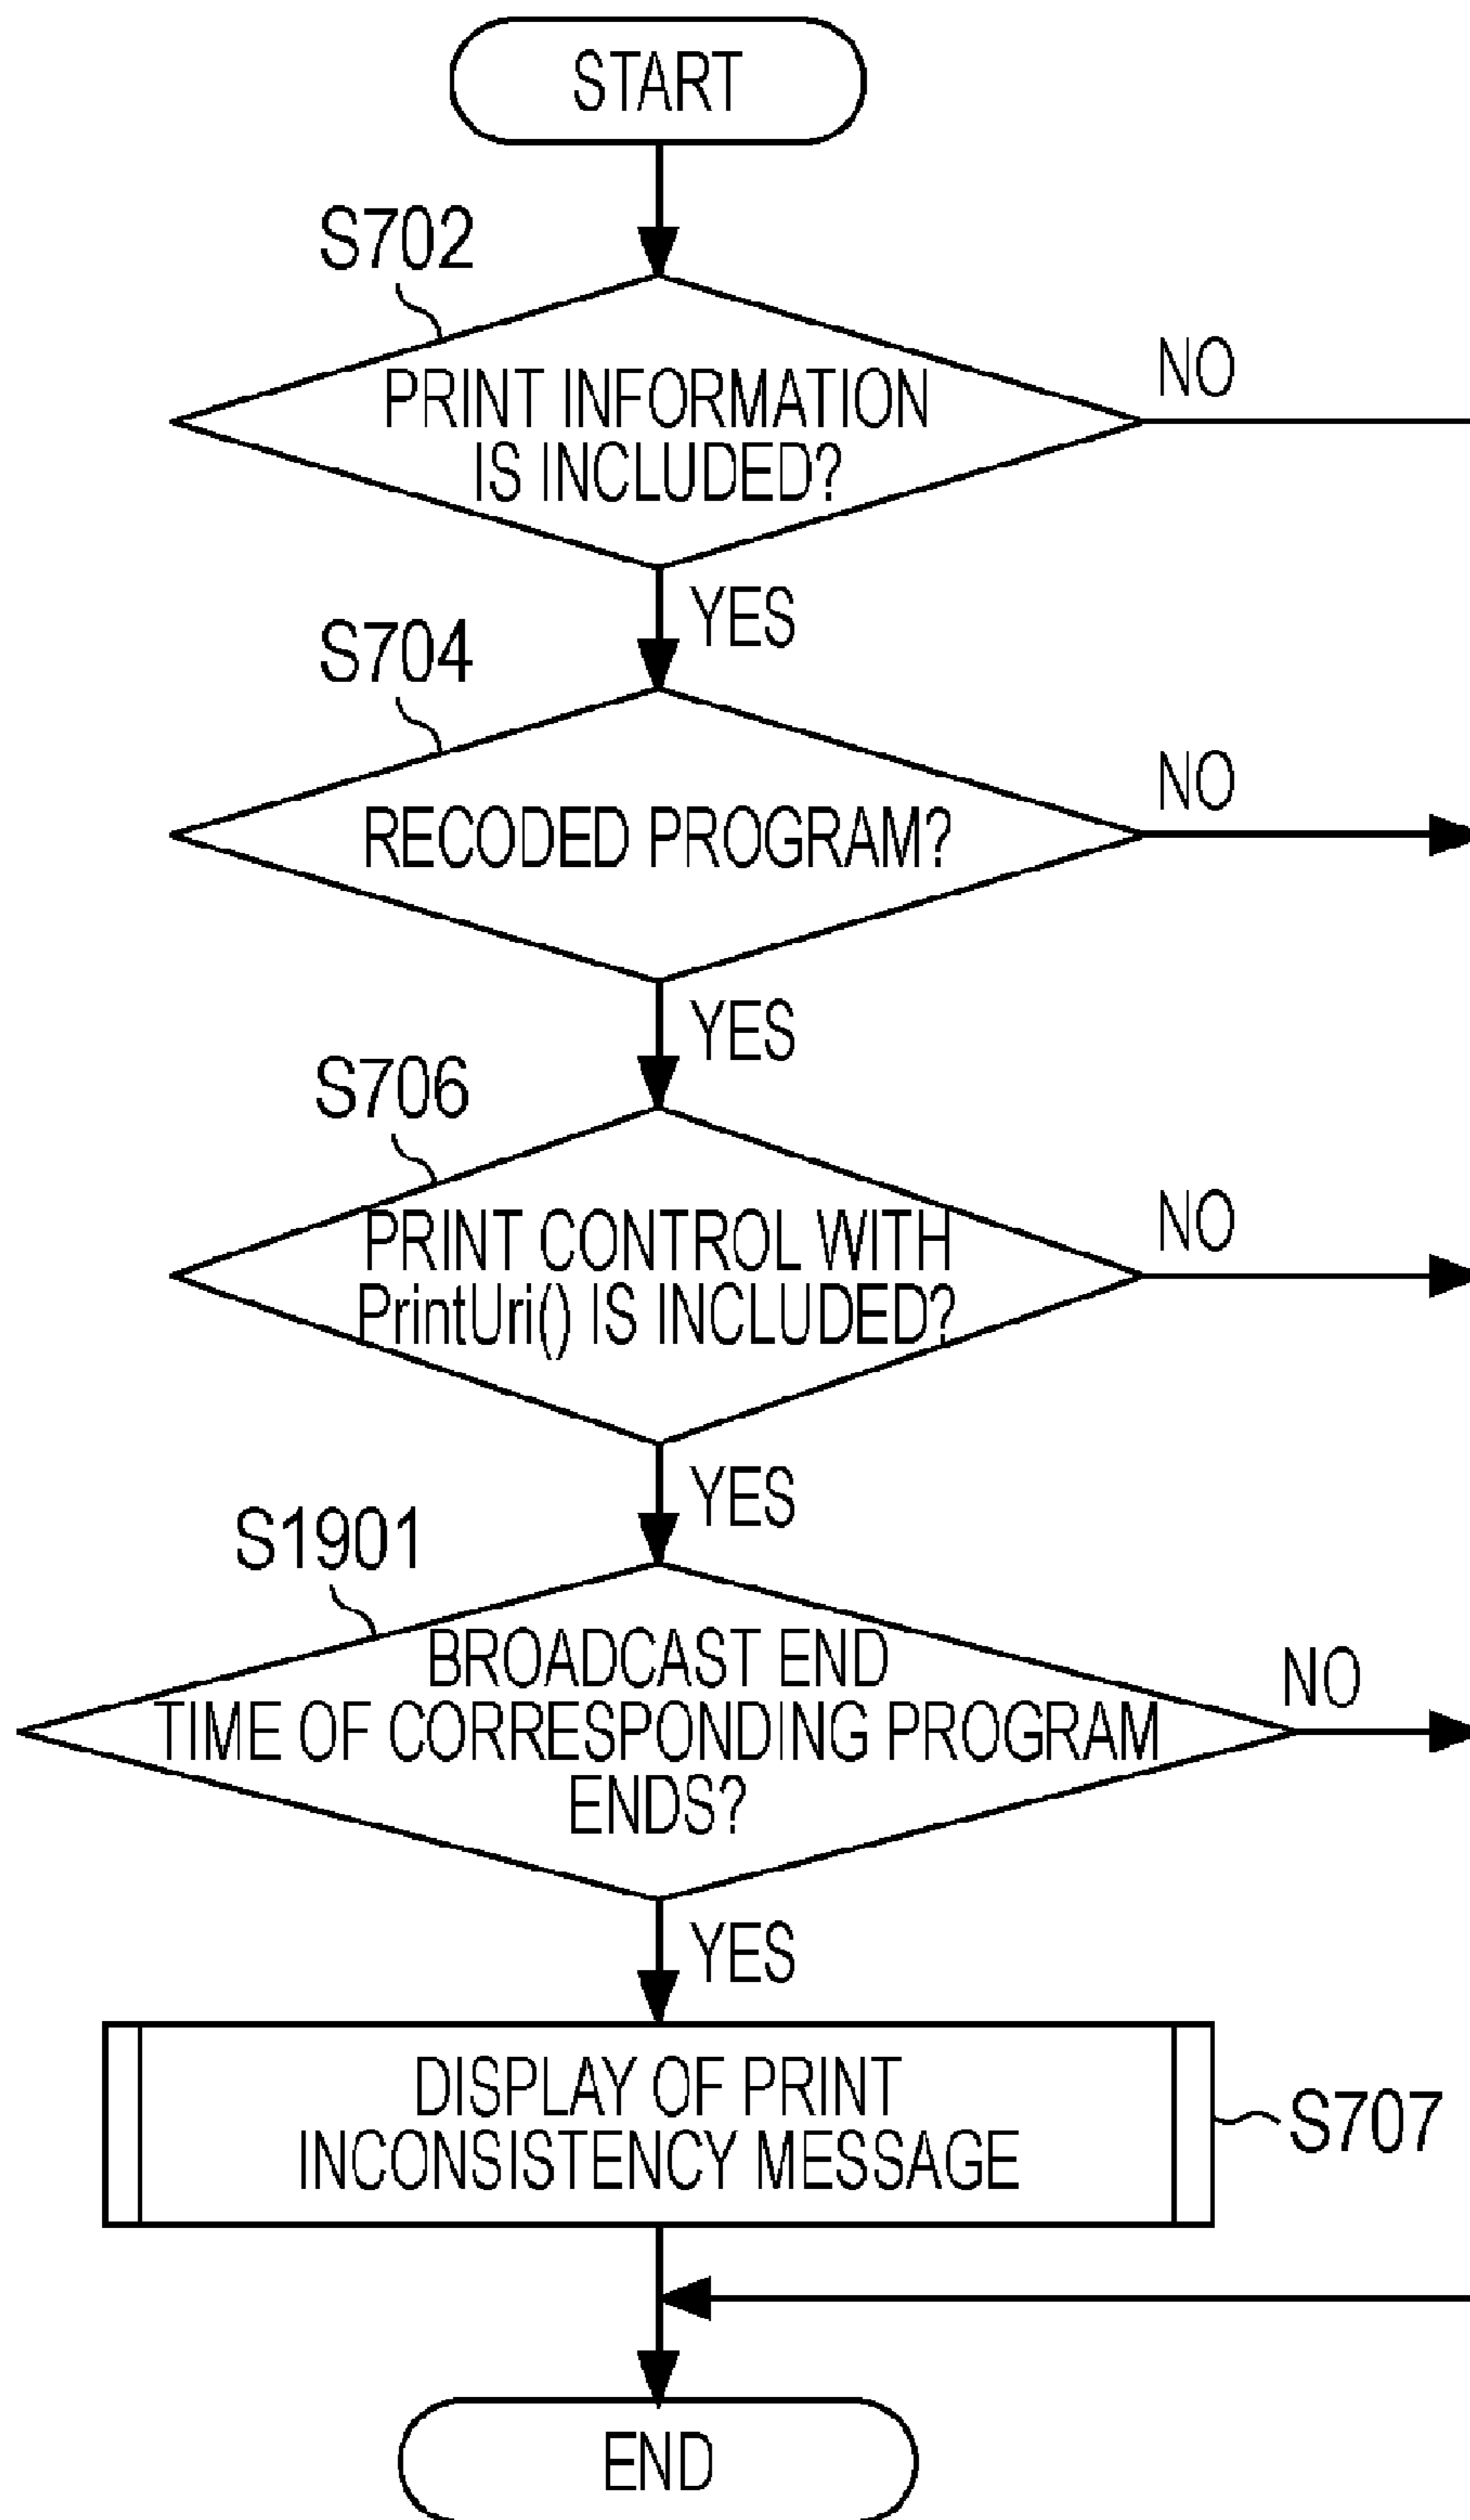 START
S702
PRINT INFORMATION
IS INCLUDED?
NO
YES
S704
RECODED PROGRAM?
NO
YES
S706
PRINT CONTROL WITH
PrintUri() IS INCLUDED?
NO
YES
S1901
BROADCAST END
TIME OF CORRESPONDING PROGRAM
ENDS?
NO
YES
DISPLAY OF PRINT
INCONSISTENCY MESSAGE
S707
END